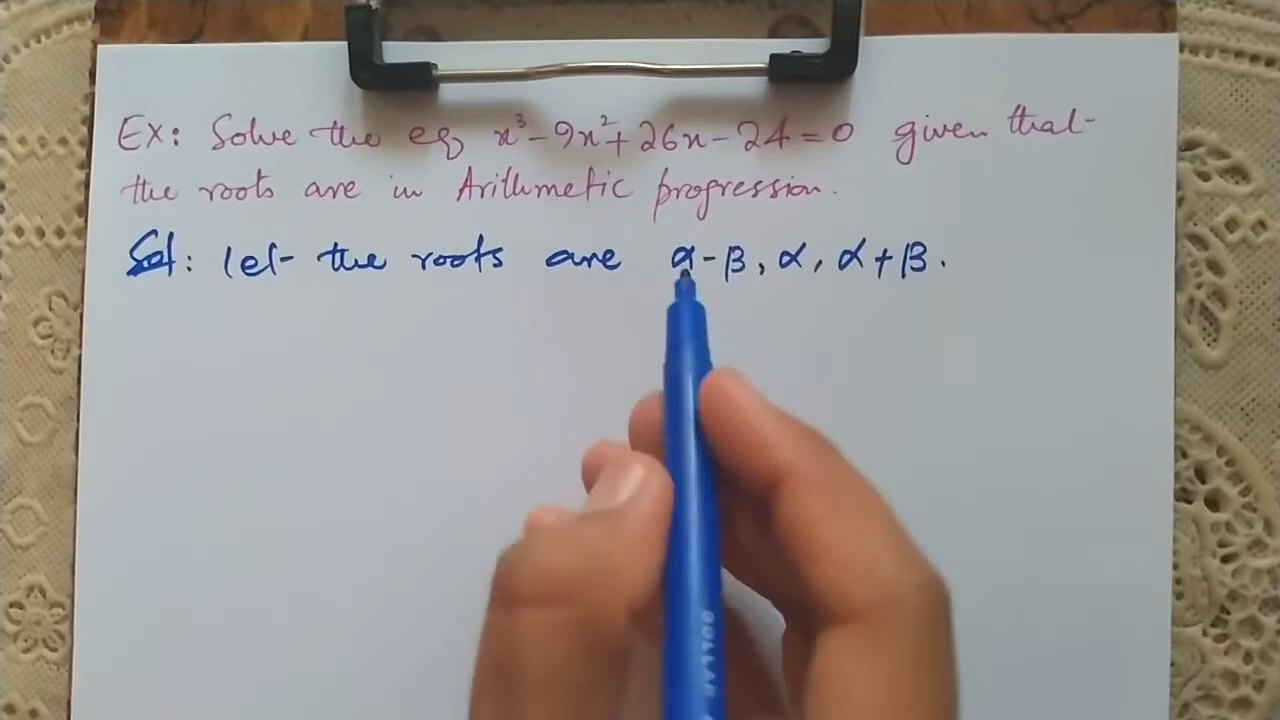 Ex: Solve the eq x³-9x²+26x-24=0 given that
the roots are in Arithmetic progression.
Sol: let the roots are α-β, α, α+β.
DOLLAR